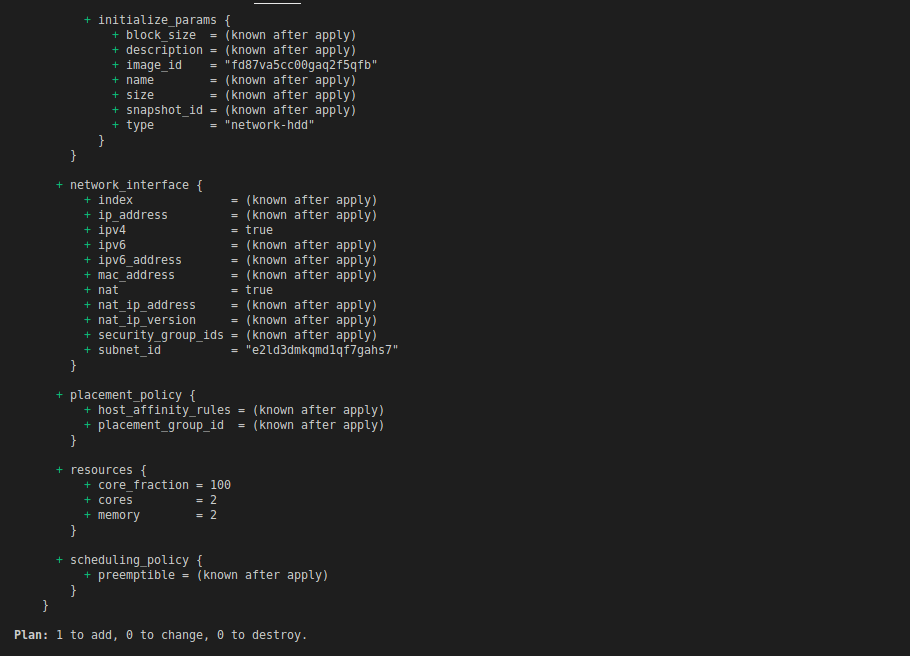 + initialize_params {
+ block_size  = (known after apply)
+ description = (known after apply)
+ image_id    = "fd87va5cc00gaq2f5qfb"
+ name        = (known after apply)
+ size        = (known after apply)
+ snapshot_id = (known after apply)
+ type        = "network-hdd"
}
}
+ network_interface {
+ index              = (known after apply)
+ ip_address         = (known after apply)
+ ipv4               = true
+ ipv6               = (known after apply)
+ ipv6_address       = (known after apply)
+ mac_address        = (known after apply)
+ nat                = true
+ nat_ip_address     = (known after apply)
+ nat_ip_version     = (known after apply)
+ security_group_ids = (known after apply)
+ subnet_id          = "e2ld3dmkqmd1qf7gahs7"
}
+ placement_policy {
+ host_affinity_rules = (known after apply)
+ placement_group_id  = (known after apply)
}
+ resources {
+ core_fraction = 100
+ cores         = 2
+ memory        = 2
}
+ scheduling_policy {
+ preemptible = (known after apply)
}
}
Plan: 1 to add, 0 to change, 0 to destroy.